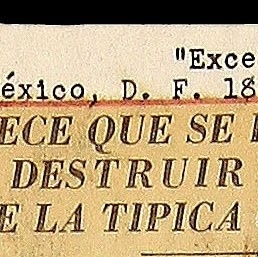 "Exce
éxico, D. F. 18
ECE QUE SE
DESTRUIR
E LA TIPICA